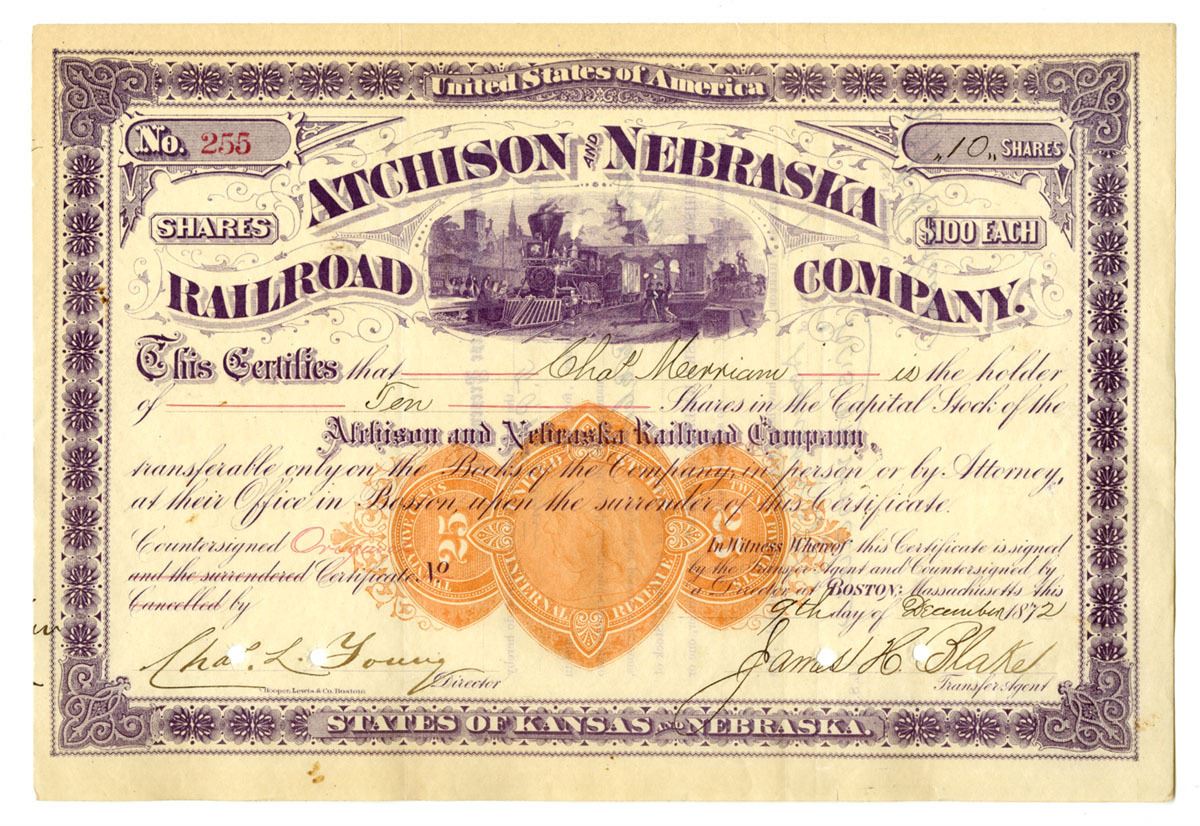 United States of America
No. 255
„10„ SHARES
ATCHISON AND NEBRASKA
SHARES
$100 EACH
RAILROAD COMPANY.
This Certifies that Chas. Merriam is the holder
of Ten Shares in the Capital Stock of the
Atchison and Nebraska Railroad Company,
transferable only on the Books of the Company, in person or by Attorney,
at their Office in Boston upon the surrender of this Certificate.
Countersigned
and the surrendered Certificate No
Cancelled by
25
INTERNAL REVENUE
In Witness Whereof this Certificate is signed
by the Transfer Agent and Countersigned by
a Director at BOSTON, Massachusetts this
9th day of December 1872
Chas. L. Young
Director
James H. Blake
Transfer Agent
Hooper, Lewis & Co. Boston
STATES OF KANSAS AND NEBRASKA.